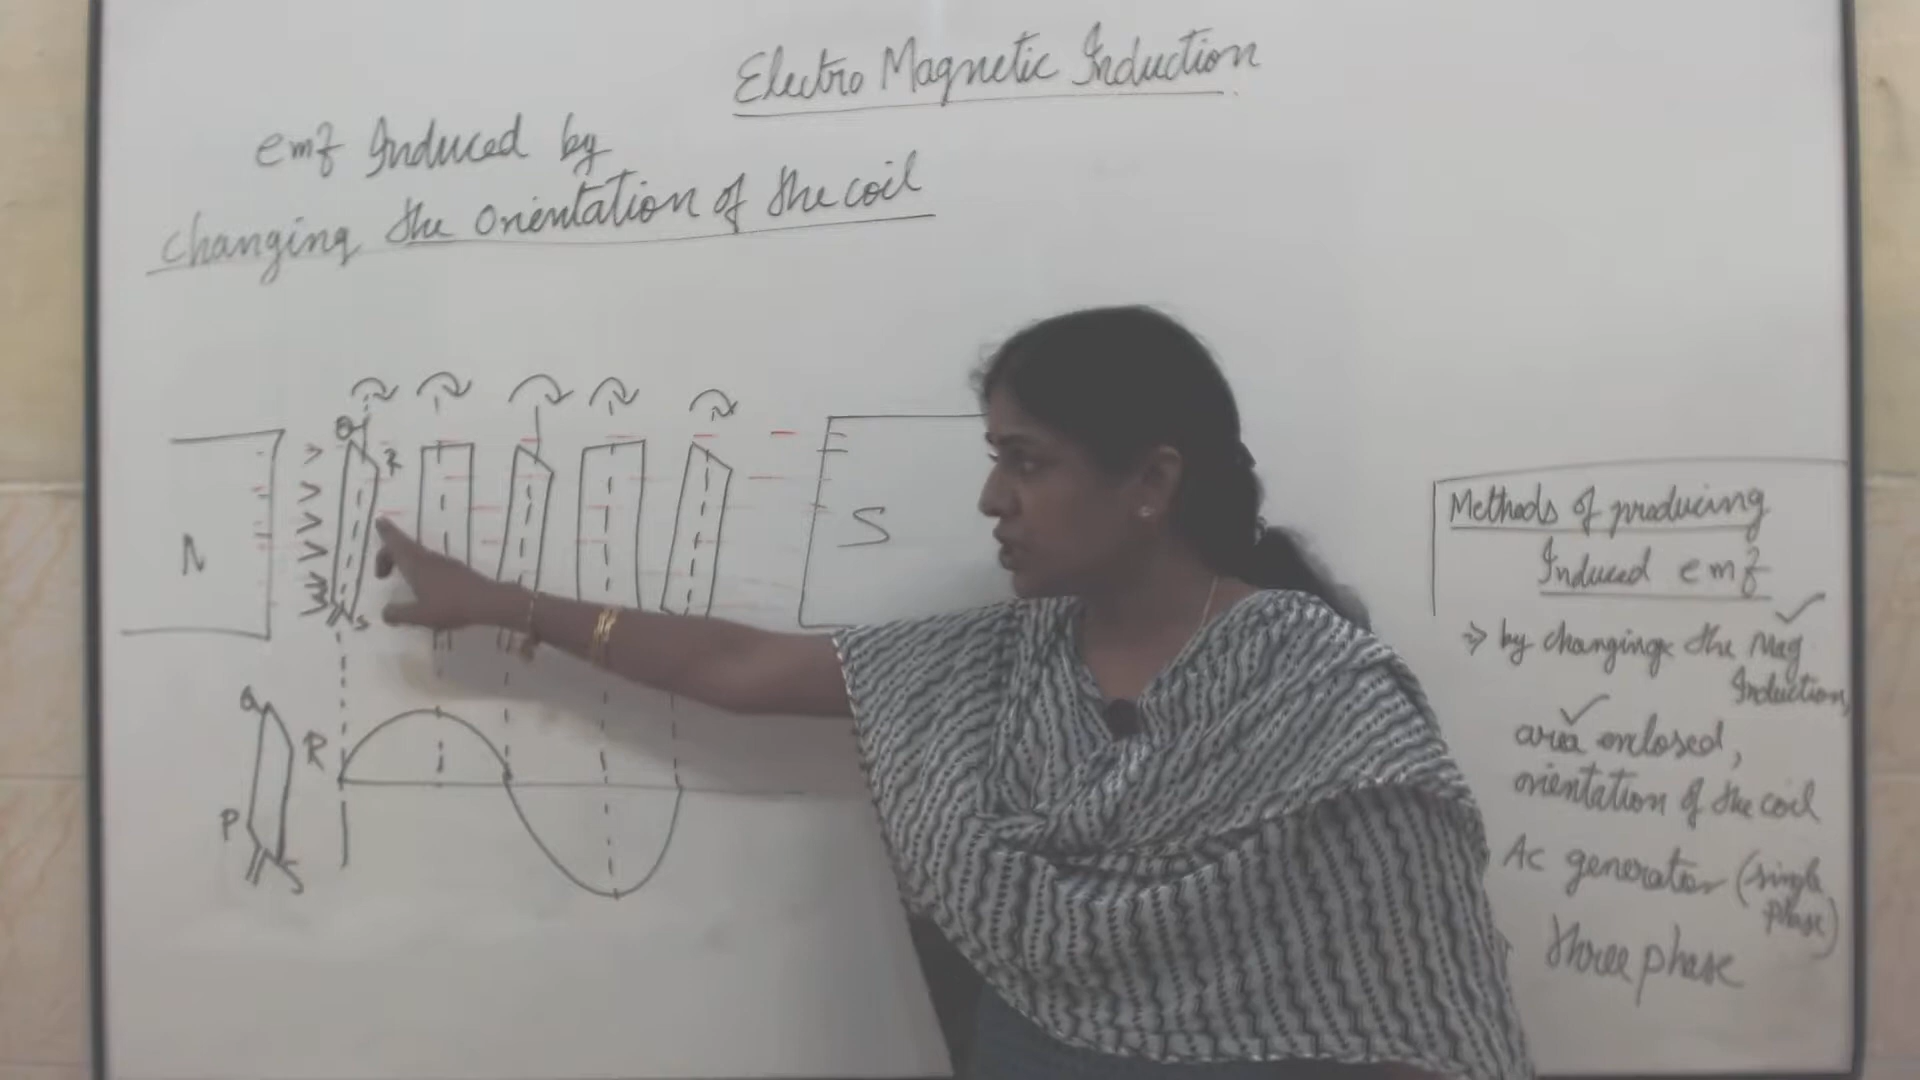 Electro Magnetic Induction
emf Induced by
changing the orientation of the coil
Q
R
N
S
S
Q
R
P
S
Methods of producing
Induced emf
⇒ by changing the Mag
Induction,
area enclosed,
orientation of the coil
Ac generator (single
phase)
three phase